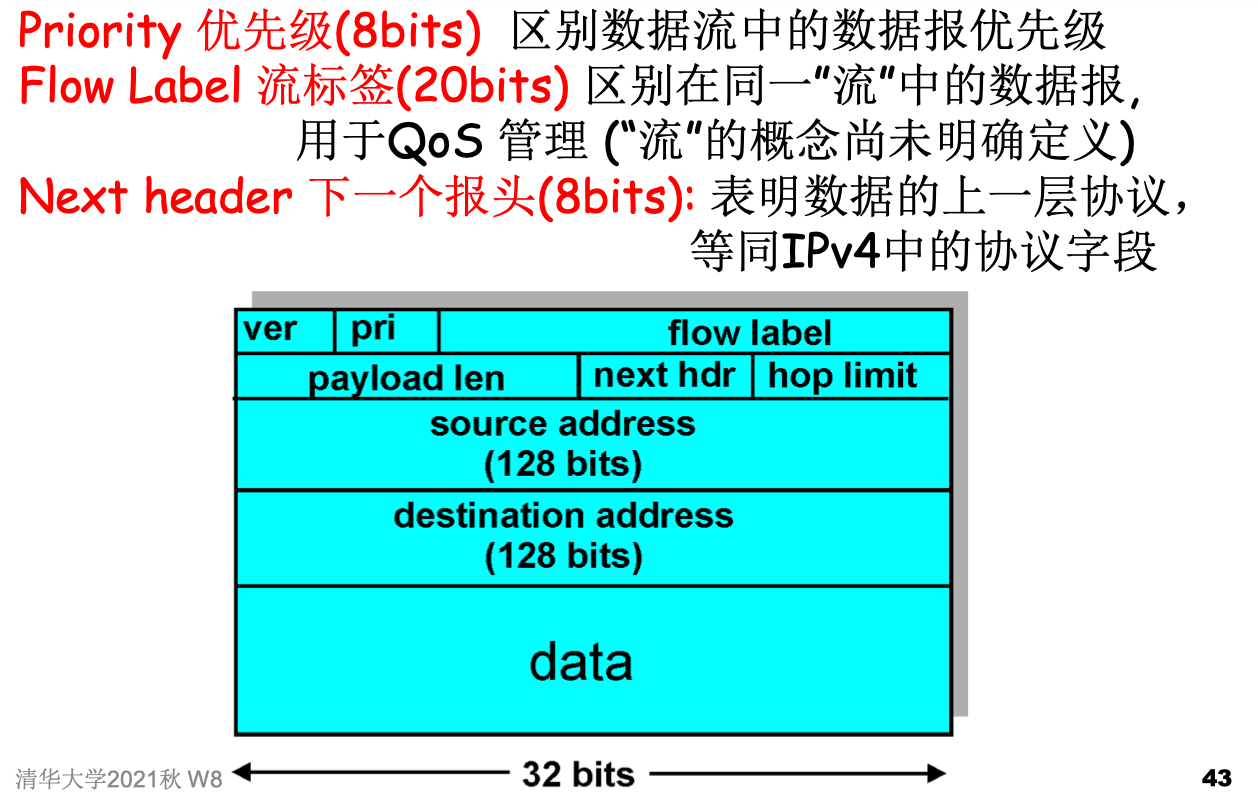 Priority 优先级(8bits) 区别数据流中的数据报优先级
Flow Label 流标签(20bits) 区别在同一"流"中的数据报,
用于QoS 管理 ("流"的概念尚未明确定义)
Next header 下一个报头(8bits): 表明数据的上一层协议，
等同IPv4中的协议字段
ver pri flow label
payload len next hdr hop limit
source address
(128 bits)
destination address
(128 bits)
data
32 bits
清华大学2021秋 W8
43